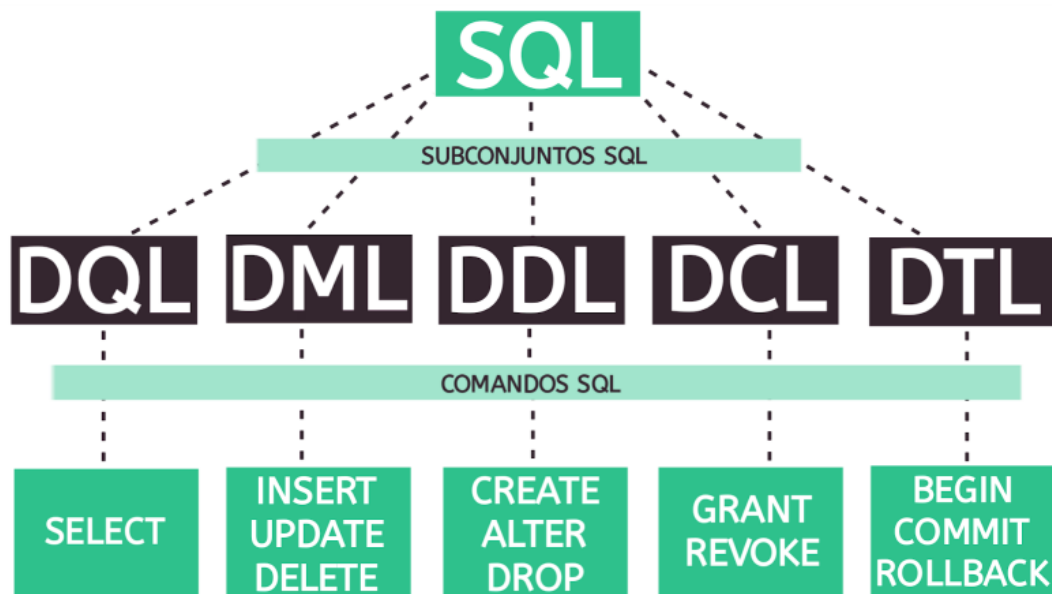 SQL
SUBCONJUNTOS SQL
DQL
DML
DDL
DCL
DTL
COMANDOS SQL
SELECT
INSERT
UPDATE
DELETE
CREATE
ALTER
DROP
GRANT
REVOKE
BEGIN
COMMIT
ROLLBACK